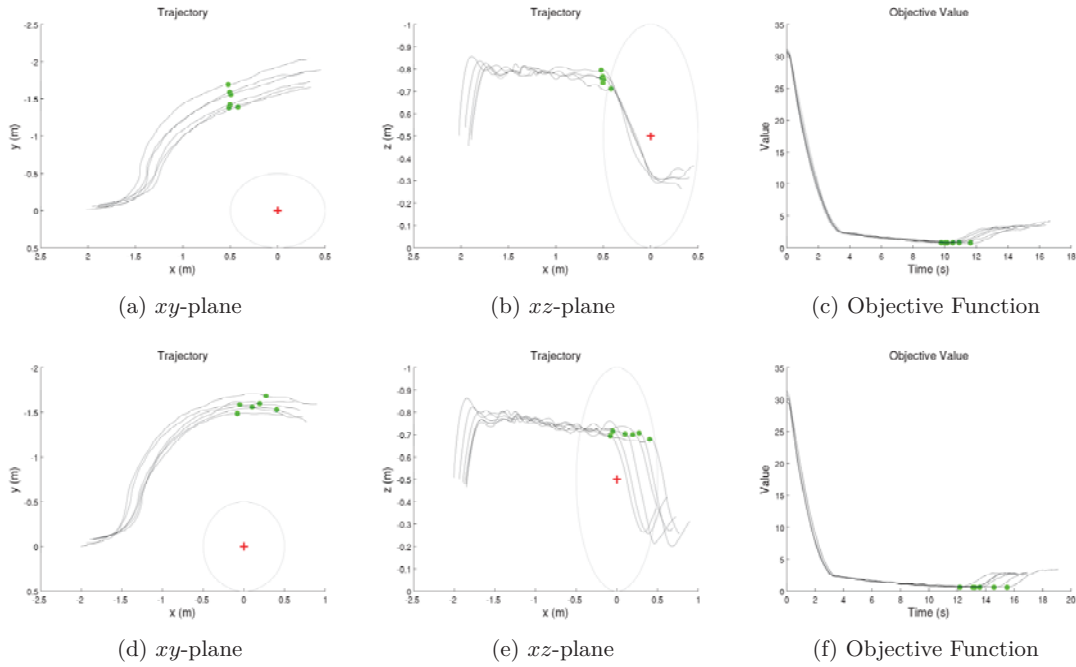 Trajectory
Trajectory
Objective Value
-2.5
-2
-1.5
-1
-0.5
0
0.5
y (m)
2.5 2 1.5 1 0.5 0 0.5
x (m)
-1
-0.9
-0.8
-0.7
-0.6
-0.5
-0.4
-0.3
-0.2
-0.1
0
z (m)
2.5 2 1.5 1 0.5 0 0.5
x (m)
35
30
25
20
15
10
5
0
Value
0 2 4 6 8 10 12 14 16 18
Time (s)
(a) xy-plane
(b) xz-plane
(c) Objective Function
Trajectory
Trajectory
Objective Value
-2
-1.5
-1
-0.5
0
0.5
y (m)
2.5 2 1.5 1 0.5 0 0.5 1
x (m)
-1
-0.9
-0.8
-0.7
-0.6
-0.5
-0.4
-0.3
-0.2
-0.1
0
z (m)
2.5 2 1.5 1 0.5 0 0.5 1
x (m)
35
30
25
20
15
10
5
0
Value
0 2 4 6 8 10 12 14 16 18 20
Time (s)
(d) xy-plane
(e) xz-plane
(f) Objective Function